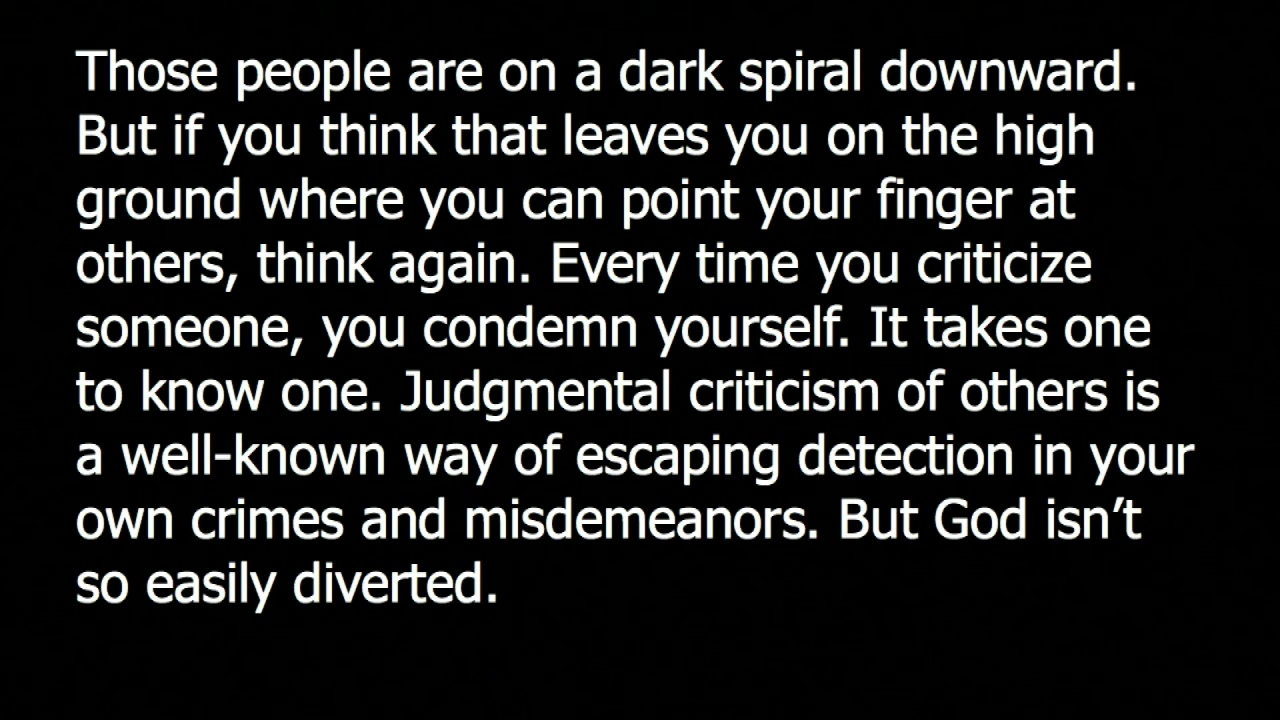 Those people are on a dark spiral downward.
But if you think that leaves you on the high
ground where you can point your finger at
others, think again. Every time you criticize
someone, you condemn yourself. It takes one
to know one. Judgmental criticism of others is
a well-known way of escaping detection in your
own crimes and misdemeanors. But God isn’t
so easily diverted.